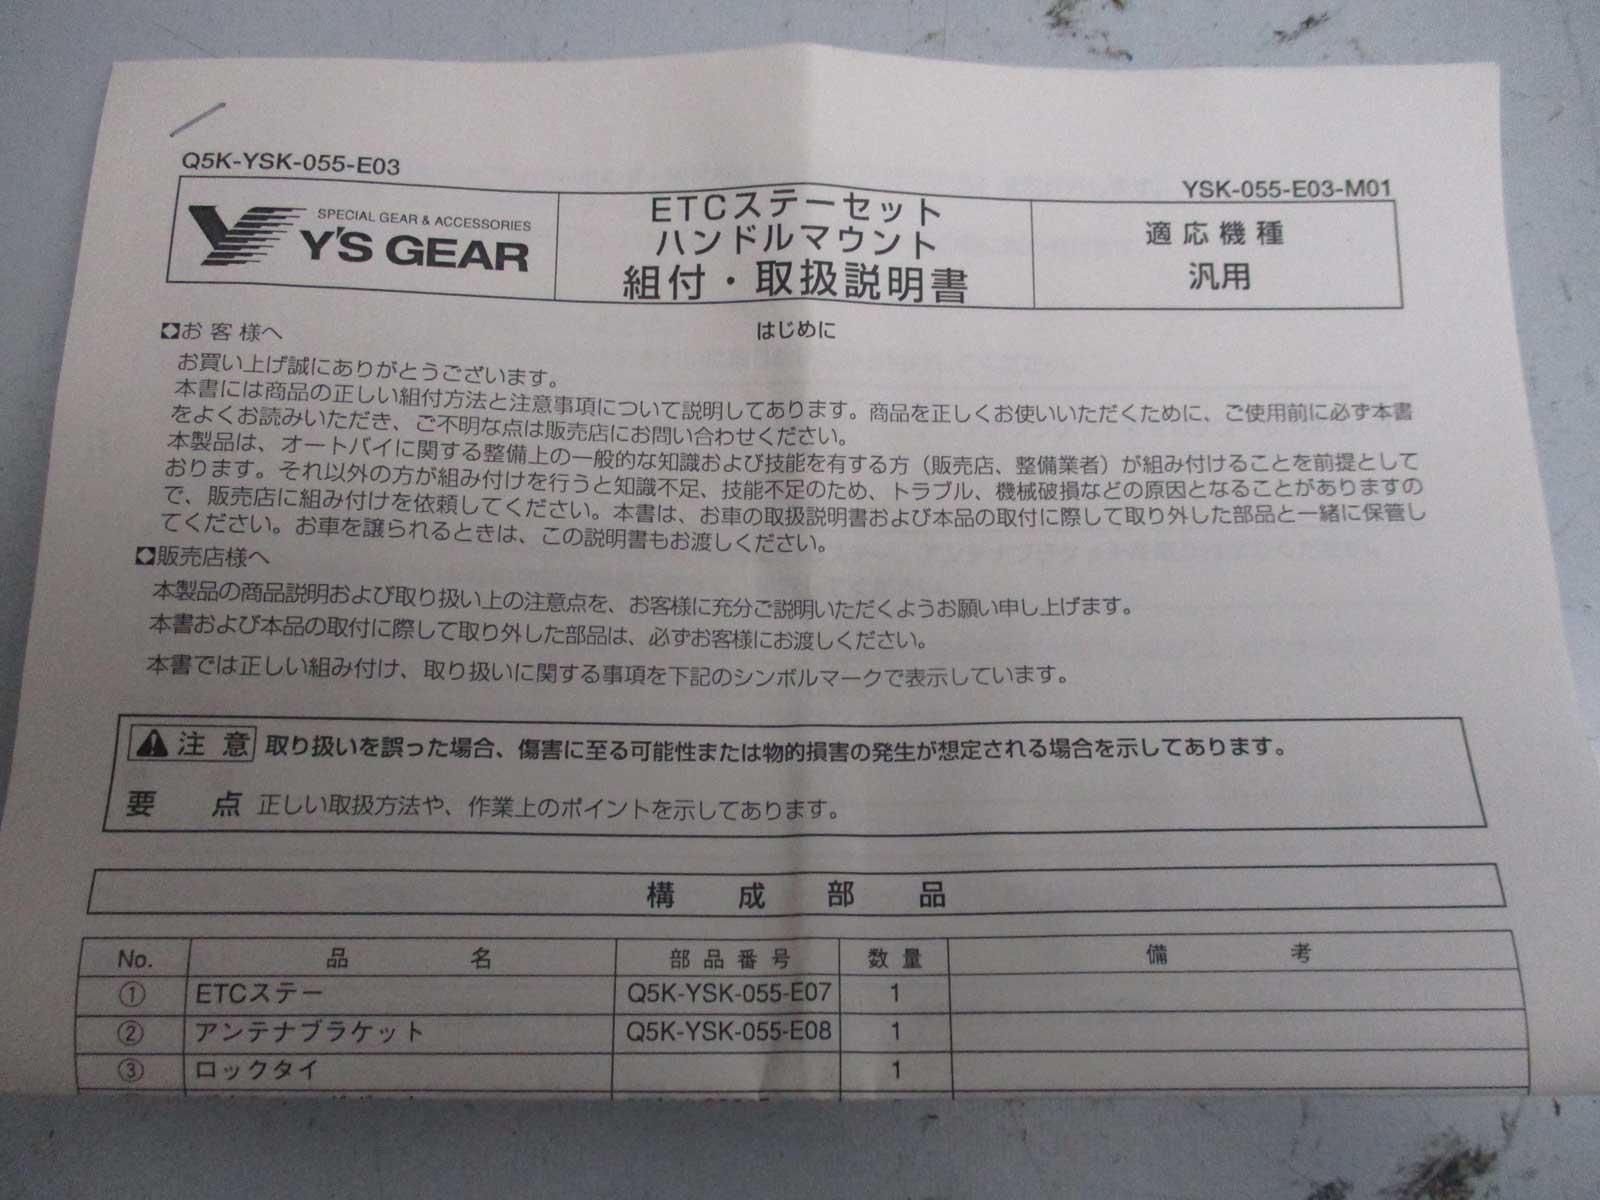 Q5K-YSK-055-E03
YSK-055-E03-M01
SPECIAL GEAR & ACCESSORIES
Y'S GEAR
ETCステーセット
ハンドルマウント
組付・取扱説明書
適応機種
汎用
はじめに
お客様へ
お買い上げ誠にありがとうございます。
本書には商品の正しい組付方法と注意事項について説明してあります。商品を正しくお使いいただくために、ご使用前に必ず本書
をよくお読みいただき、ご不明な点は販売店にお問い合わせください。
本製品は、オートバイに関する整備上の一般的な知識および技能を有する方（販売店、整備業者）が組み付けることを前提として
おります。それ以外の方が組み付けを行うと知識不足、技能不足のため、トラブル、機械破損などの原因となることがありますの
で、販売店に組み付けを依頼してください。本書は、お車の取扱説明書および本品の取付に際して取り外した部品と一緒に保管し
てください。お車を譲られるときは、この説明書もお渡しください。
販売店様へ
本製品の商品説明および取り扱い上の注意点を、お客様に充分ご説明いただくようお願い申し上げます。
本書および本品の取付に際して取り外した部品は、必ずお客様にお渡しください。
本書では正しい組み付け、取り扱いに関する事項を下記のシンボルマークで表示しています。
注意 取り扱いを誤った場合、傷害に至る可能性または物的損害の発生が想定される場合を示してあります。
要点 正しい取扱方法や、作業上のポイントを示してあります。
構成部品
No. 品名 部品番号 数量 備考
① ETCステー Q5K-YSK-055-E07 1
② アンテナブラケット Q5K-YSK-055-E08 1
③ ロックタイ 1